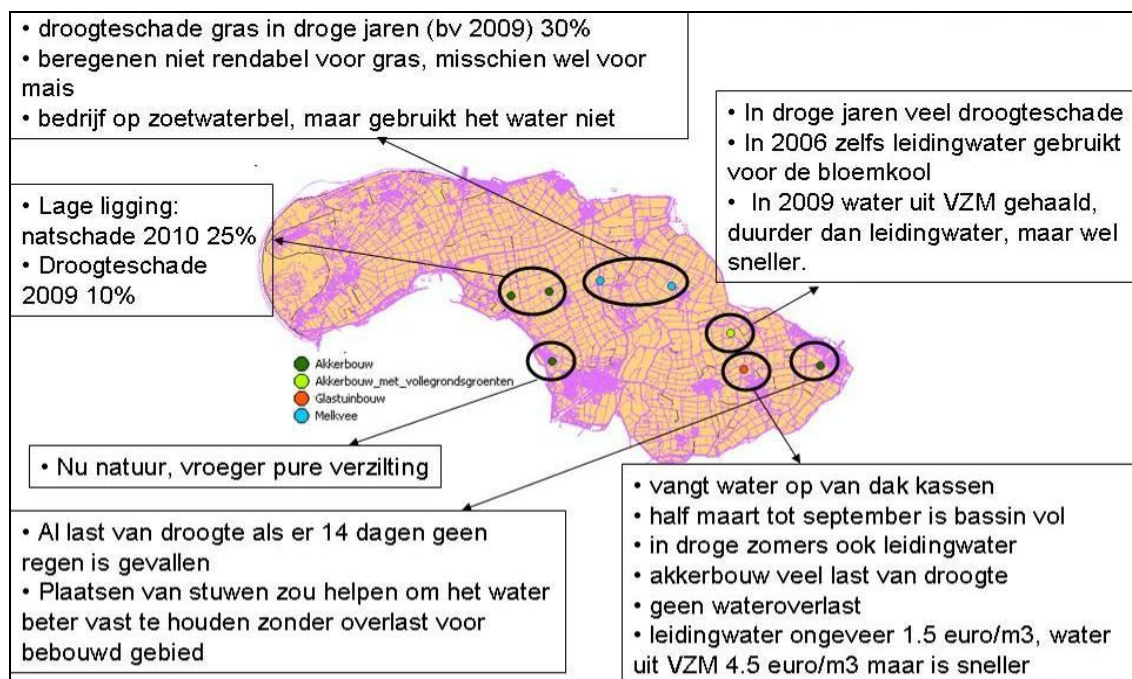 • droogteschade gras in droge jaren (bv 2009) 30%
• beregenen niet rendabel voor gras, misschien wel voor
mais
• bedrijf op zoetwaterbel, maar gebruikt het water niet
• In droge jaren veel droogteschade
• In 2006 zelfs leidingwater gebruikt
voor de bloemkool
• In 2009 water uit VZM gehaald,
duurder dan leidingwater, maar wel
sneller.
• Lage ligging:
natschade 2010 25%
• Droogteschade
2009 10%
Akkerbouw
Akkerbouw_met_vollegrondsgroenten
Glastuinbouw
Melkvee
• Nu natuur, vroeger pure verzilting
• Al last van droogte als er 14 dagen geen
regen is gevallen
• Plaatsen van stuwen zou helpen om het water
beter vast te houden zonder overlast voor
bebouwd gebied
• vangt water op van dak kassen
• half maart tot september is bassin vol
• in droge zomers ook leidingwater
• akkerbouw veel last van droogte
• geen wateroverlast
• leidingwater ongeveer 1.5 euro/m3, water
uit VZM 4.5 euro/m3 maar is sneller